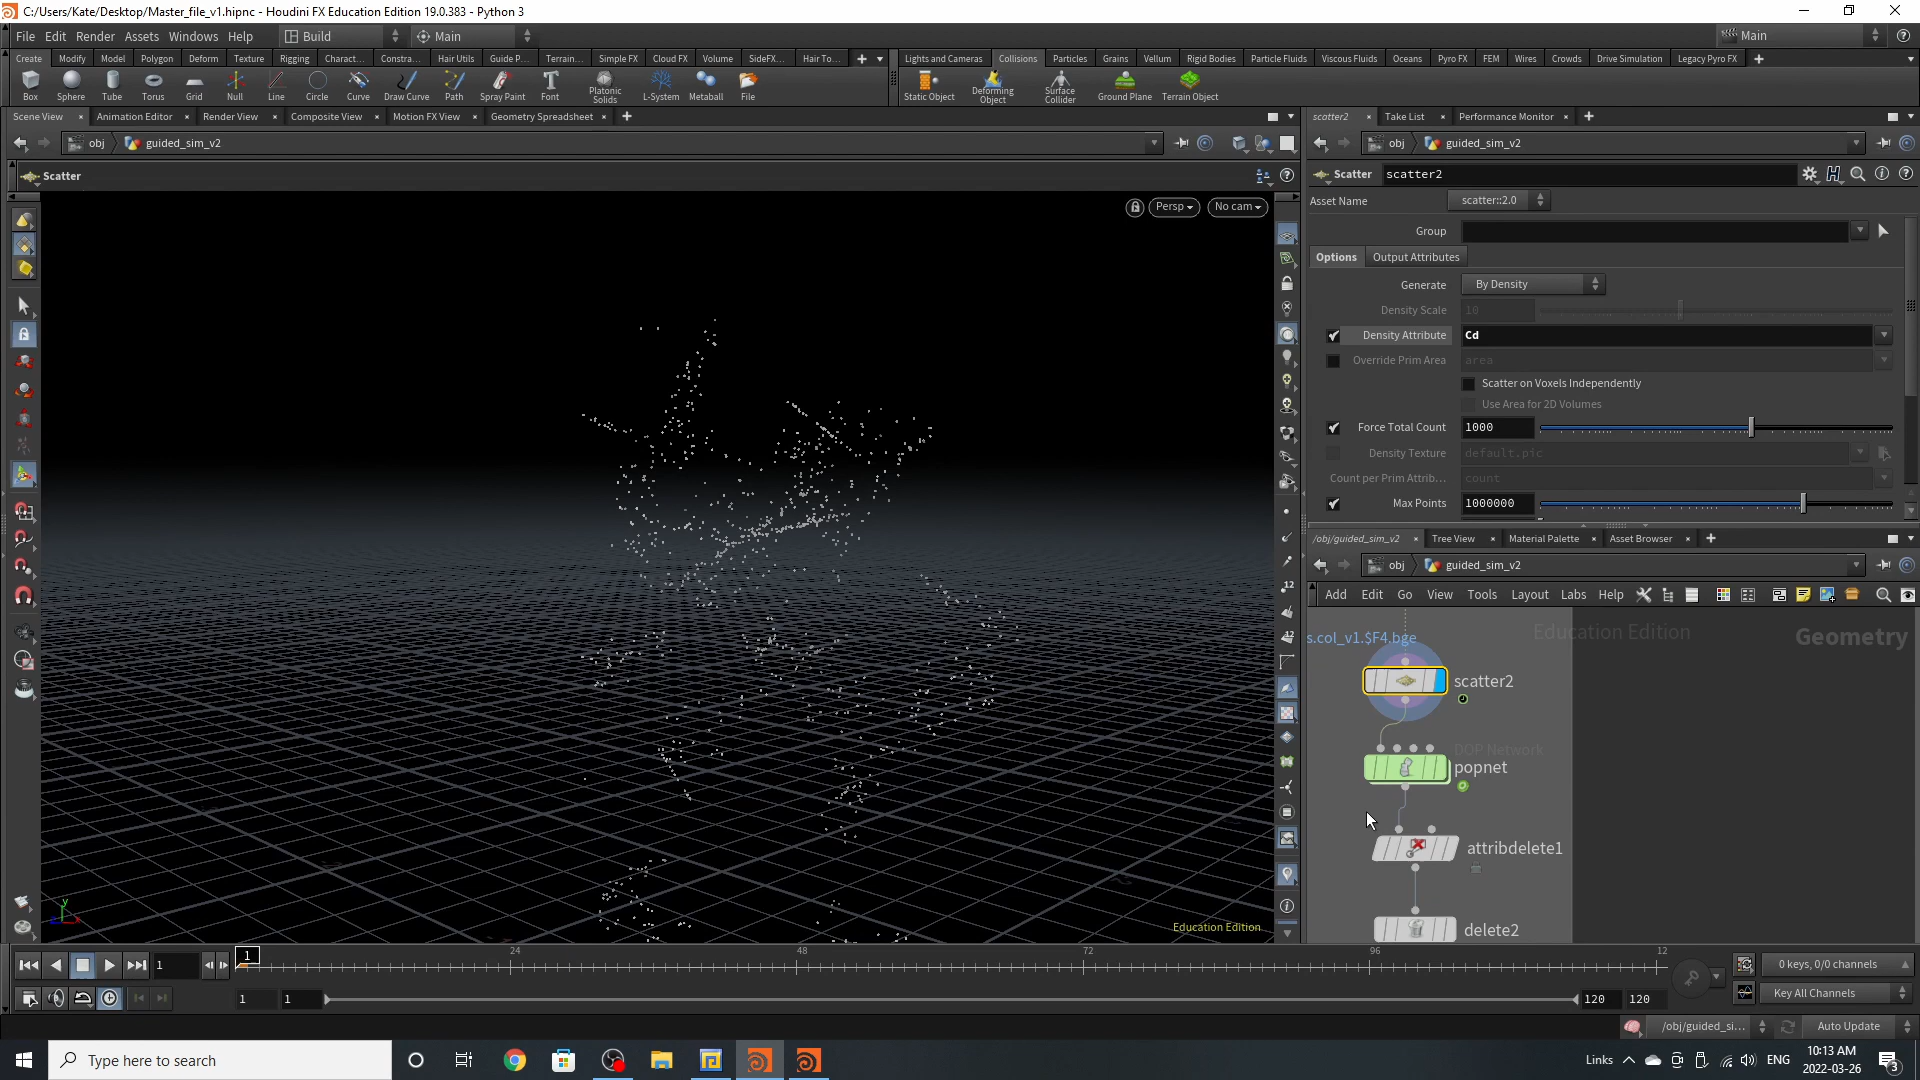 C:/Users/Kate/Desktop/Master_file_v1.hipnc - Houdini FX Education Edition 19.0.383 - Python 3
File Edit Render Assets Windows Help Build Main Main
Create Modify Model Polygon Deform Texture Rigging Charact... Constra... Hair Utils Guide P... Terrain... Simple FX Cloud FX Volume SideFX... Hair To... Lights and Cameras Collisions Particles Grains Vellum Rigid Bodies Particle Fluids Viscous Fluids Oceans Pyro FX FEM Wires Crowds Drive Simulation Legacy Pyro FX
Box Sphere Tube Torus Grid Null Line Circle Curve Draw Curve Path Spray Paint Font Platonic Solids L-System Metaball File Static Object Deforming Object Surface Collider Ground Plane Terrain Object
Scene View Animation Editor Render View Composite View Motion FX View Geometry Spreadsheet scatter2 Take List Performance Monitor
obj guided_sim_v2 obj guided_sim_v2
Scatter
Scatter scatter2
Asset Name scatter::2.0
Persp No cam
Group
Options Output Attributes
Generate By Density
Density Scale 10
Density Attribute Cd
Override Prim Area area
Scatter on Voxels Independently
Use Area for 2D Volumes
Force Total Count 1000
Density Texture default.pic
Count per Prim Attrib... count
Max Points 1000000
/obj/guided_sim_v2 Tree View Material Palette Asset Browser
obj guided_sim_v2
Add Edit Go View Tools Layout Labs Help
12
12
Education Edition Geometry
s.col_v1.$F4.bge
scatter2
DOP Network
popnet
attribdelete1
delete2
y
Education Edition
1 1 24 48 72 96 12
0 keys, 0/0 channels
1 1 120 120 Key All Channels
/obj/guided_si... Auto Update
Type here to search Links ENG 10:13 AM
2022-03-26 3